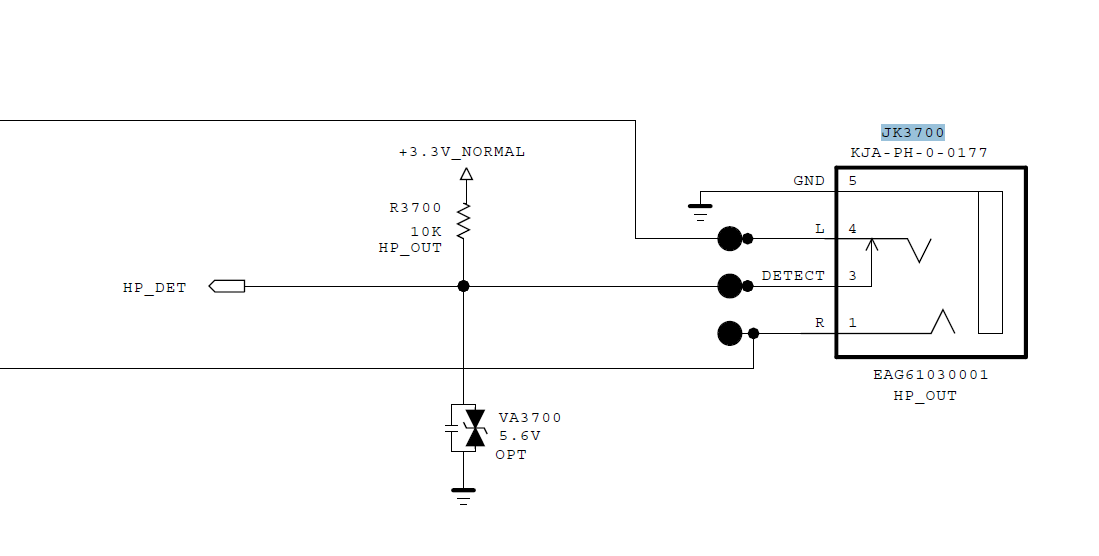 JK3700
+3.3V_NORMAL
KJA-PH-0-0177
GND 5
R3700
10K
L 4
HP_OUT
DETECT 3
HP_DET
R 1
EAG61030001
HP_OUT
VA3700
5.6V
OPT